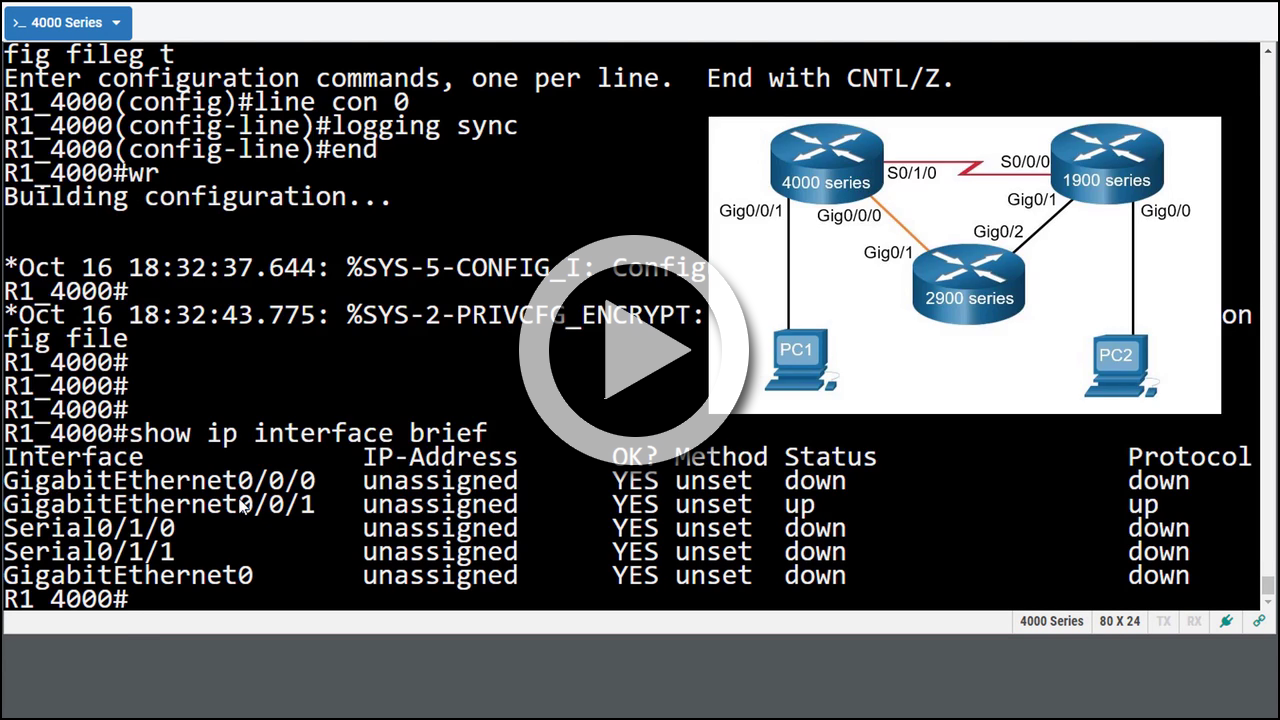 >_ 4000 Series
fig fileg t
Enter configuration commands, one per line.  End with CNTL/Z.
R1_4000(config)#line con 0
R1_4000(config-line)#logging sync
R1_4000(config-line)#end
R1_4000#wr
Building configuration...
*Oct 16 18:32:37.644: %SYS-5-CONFIG_I: Config
R1_4000#
*Oct 16 18:32:43.775: %SYS-2-PRIVCFG_ENCRYPT: on
fig file
R1_4000#
R1_4000#
R1_4000#
R1_4000#show ip interface brief
Interface IP-Address OK? Method Status Protocol
GigabitEthernet0/0/0 unassigned YES unset down down
GigabitEthernet0/0/1 unassigned YES unset up up
Serial0/1/0 unassigned YES unset down down
Serial0/1/1 unassigned YES unset down down
GigabitEthernet0 unassigned YES unset down down
R1_4000#
4000 series
S0/1/0
S0/0/0
1900 series
Gig0/0/1
Gig0/0/0
Gig0/1
Gig0/0
Gig0/2
Gig0/1
2900 series
PC1
PC2
4000 Series 80 X 24 TX RX